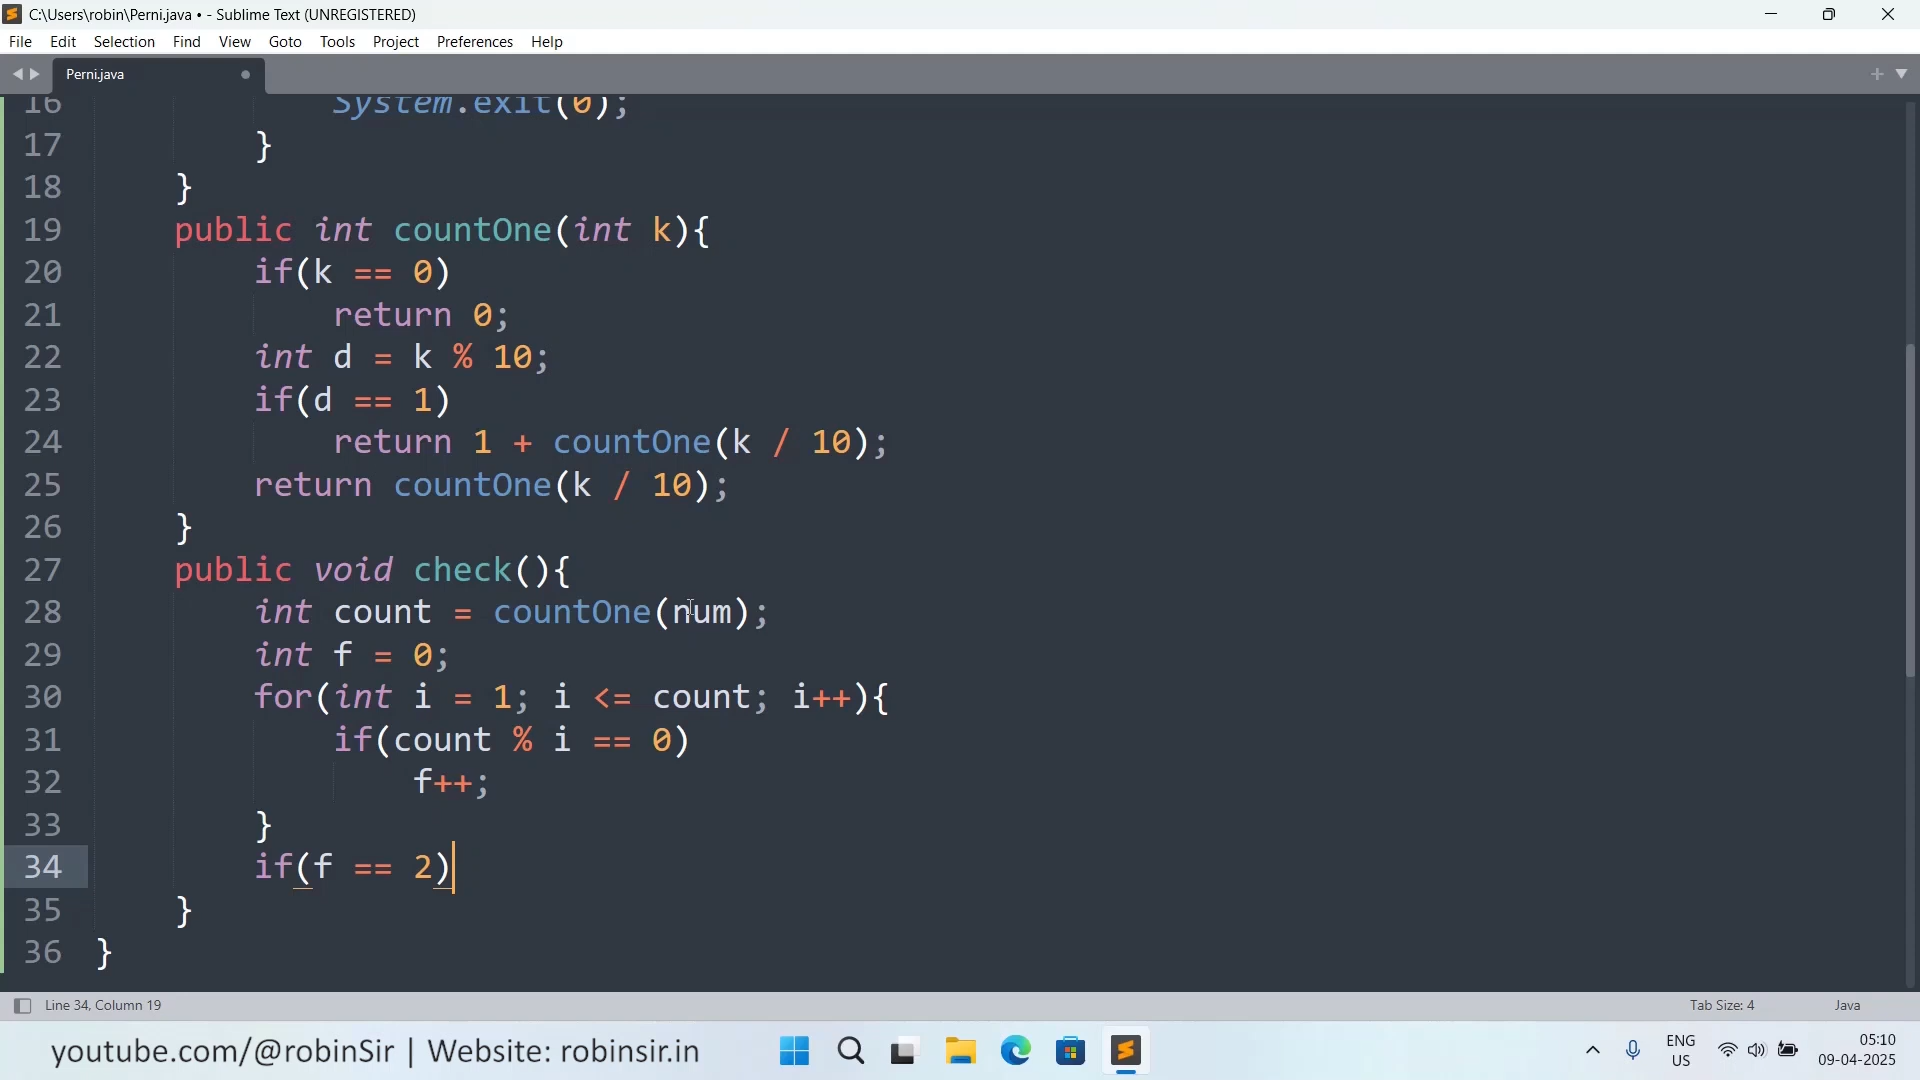 C:\Users\robin\Perni.java • - Sublime Text (UNREGISTERED)
File Edit Selection Find View Goto Tools Project Preferences Help
Perni.java
16 System.exit(0);
17 }
18 }
19 public int countOne(int k){
20 if(k == 0)
21 return 0;
22 int d = k % 10;
23 if(d == 1)
24 return 1 + countOne(k / 10);
25 return countOne(k / 10);
26 }
27 public void check(){
28 int count = countOne(num);
29 int f = 0;
30 for(int i = 1; i <= count; i++){
31 if(count % i == 0)
32 f++;
33 }
34 if(f == 2)
35 }
36 }
Line 34, Column 19
Tab Size: 4
Java
youtube.com/@robinSir | Website: robinsir.in
ENG
US
05:10
09-04-2025